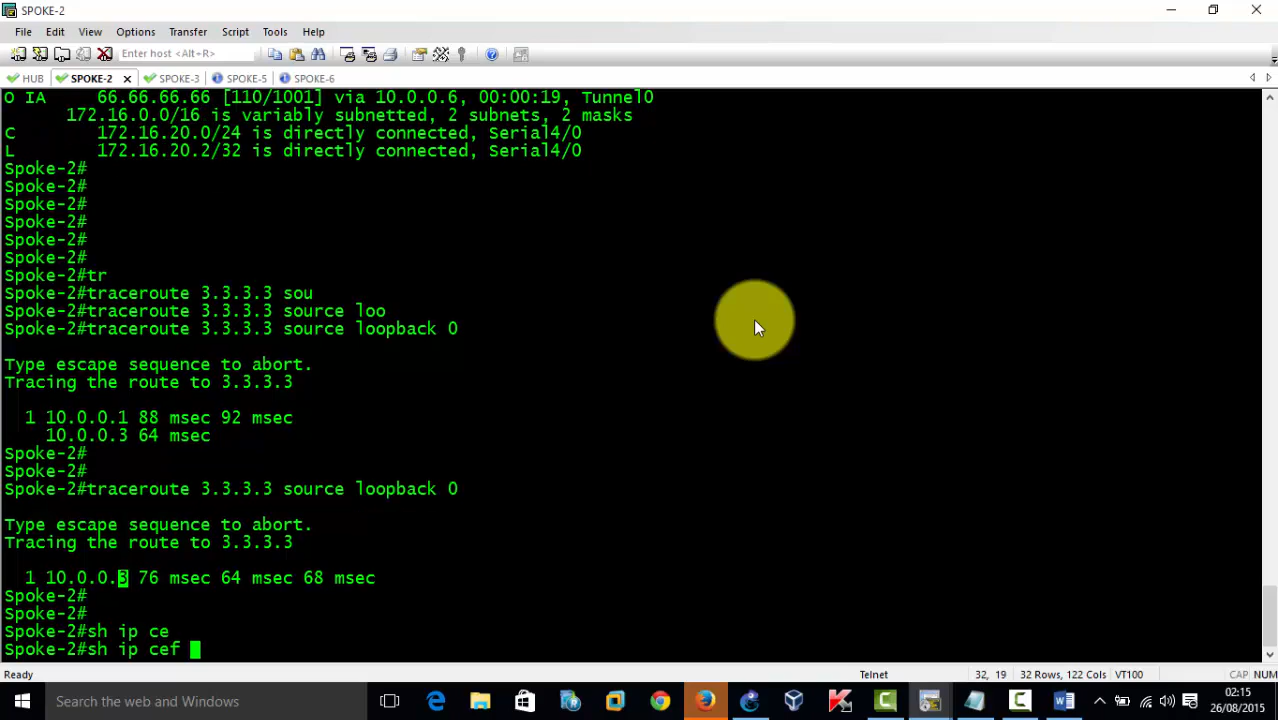 SPOKE-2
File Edit View Options Transfer Script Tools Help
Enter host <Alt+R>
HUB SPOKE-2 SPOKE-3 SPOKE-5 SPOKE-6
O IA 66.66.66.66 [110/1001] via 10.0.0.6, 00:00:19, Tunnel0
172.16.0.0/16 is variably subnetted, 2 subnets, 2 masks
C 172.16.20.0/24 is directly connected, Serial4/0
L 172.16.20.2/32 is directly connected, Serial4/0
Spoke-2#
Spoke-2#
Spoke-2#
Spoke-2#
Spoke-2#
Spoke-2#
Spoke-2#tr
Spoke-2#traceroute 3.3.3.3 sou
Spoke-2#traceroute 3.3.3.3 source loo
Spoke-2#traceroute 3.3.3.3 source loopback 0
Type escape sequence to abort.
Tracing the route to 3.3.3.3
1 10.0.0.1 88 msec 92 msec
10.0.0.3 64 msec
Spoke-2#
Spoke-2#
Spoke-2#traceroute 3.3.3.3 source loopback 0
Type escape sequence to abort.
Tracing the route to 3.3.3.3
1 10.0.0.3 76 msec 64 msec 68 msec
Spoke-2#
Spoke-2#
Spoke-2#sh ip ce
Spoke-2#sh ip cef
Ready Telnet 32, 19 32 Rows, 122 Cols VT100 CAP NUM
Search the web and Windows
02:15
26/08/2015